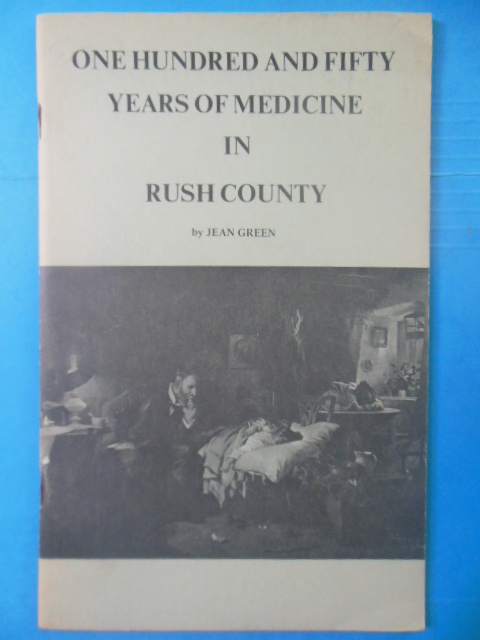 ONE HUNDRED AND FIFTY
YEARS OF MEDICINE
IN
RUSH COUNTY
by JEAN GREEN